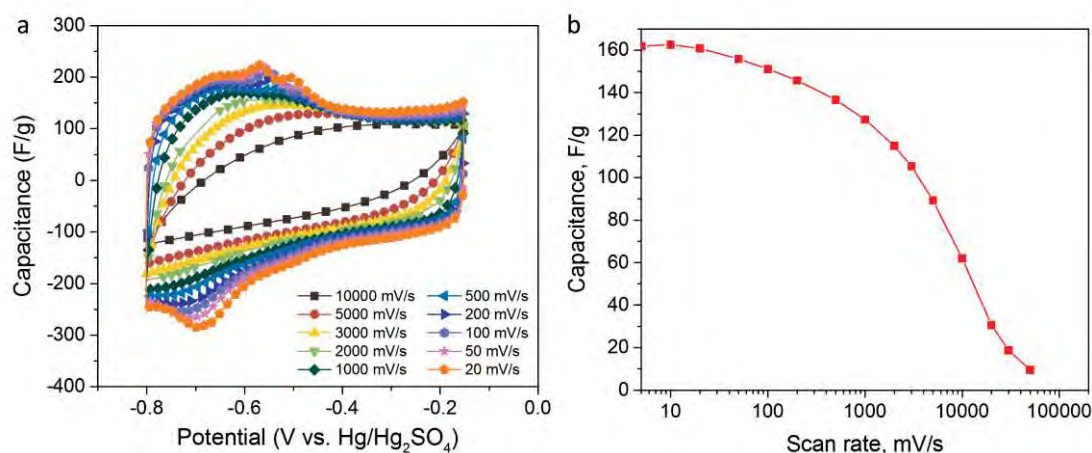 a
300
200
100
0
-100
-200
-300
-400
Capacitance (F/g)
10000 mV/s
5000 mV/s
3000 mV/s
2000 mV/s
1000 mV/s
500 mV/s
200 mV/s
100 mV/s
50 mV/s
20 mV/s
-0.8 -0.6 -0.4 -0.2 0.0
Potential (V vs. Hg/Hg₂SO₄)
b
160
140
120
100
80
60
40
20
0
Capacitance, F/g
10 100 1000 10000 100000
Scan rate, mV/s